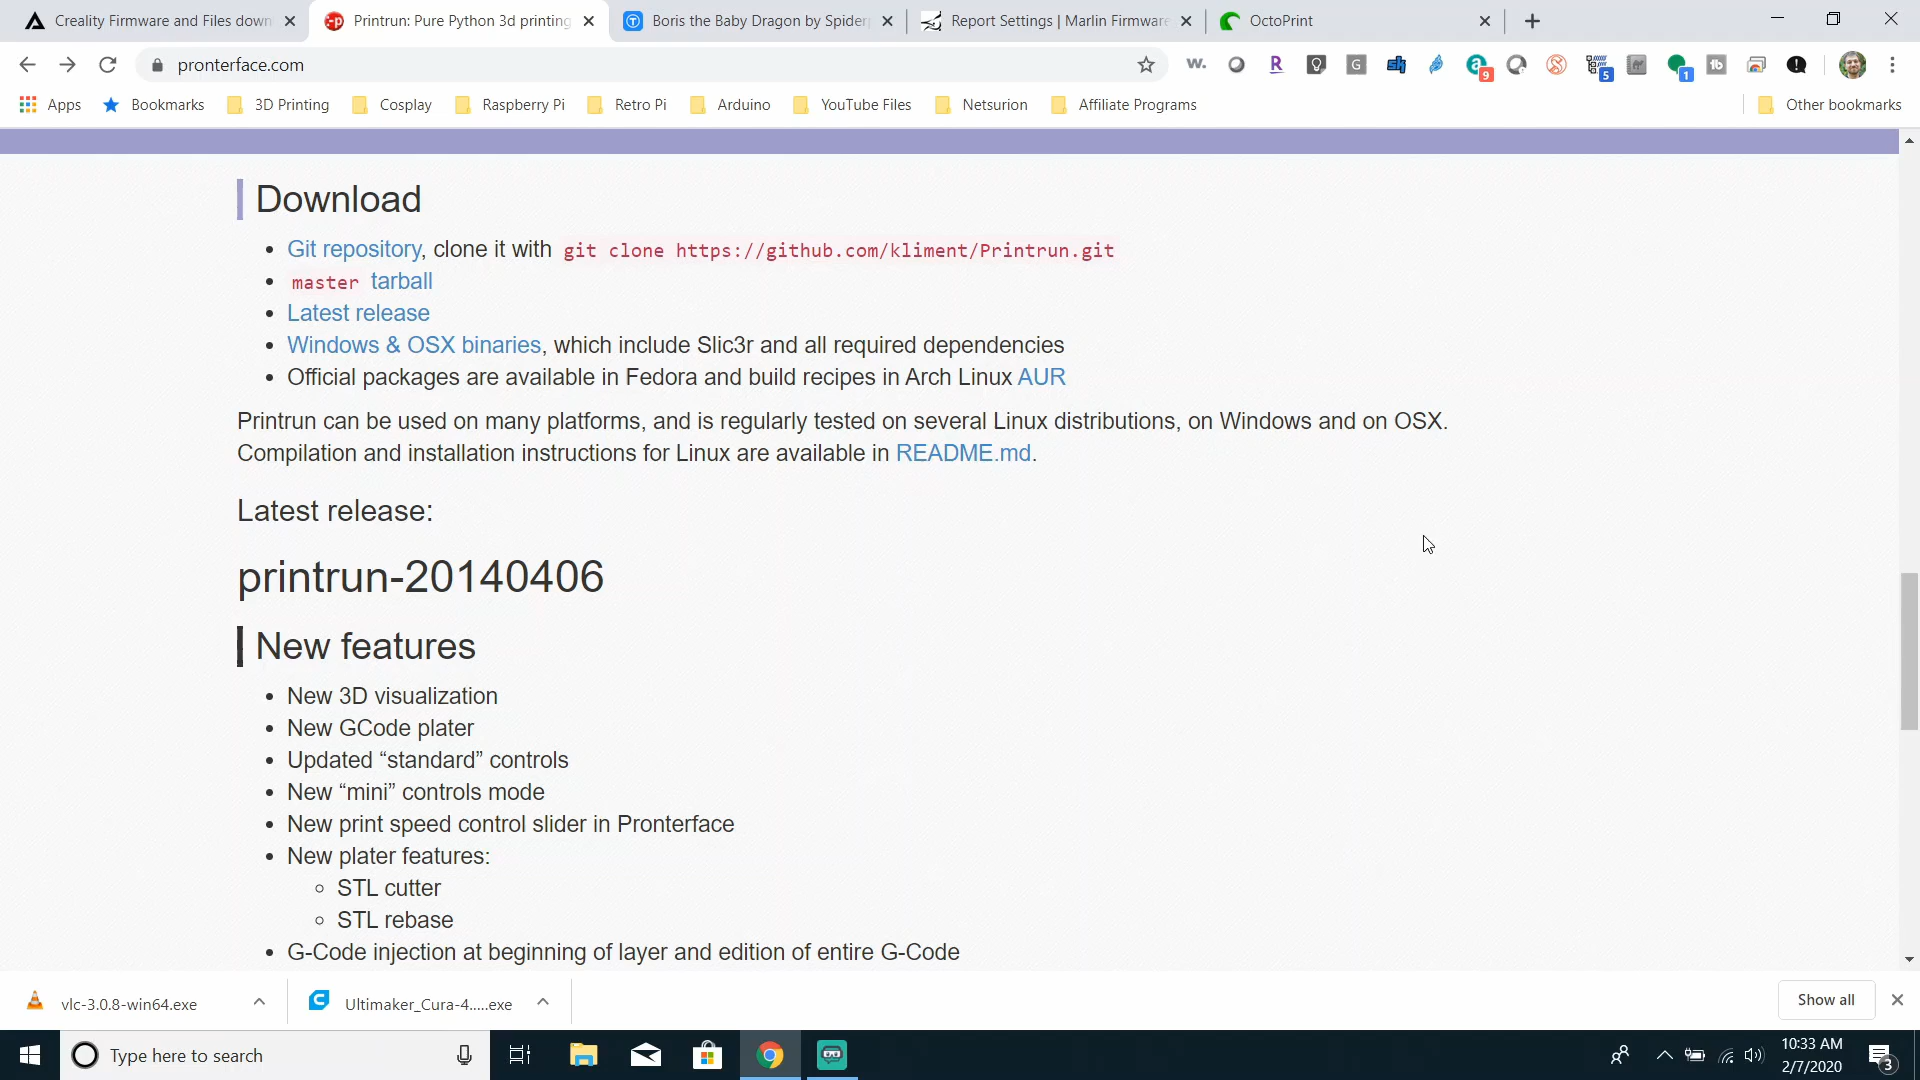 Creality Firmware and Files down
Printrun: Pure Python 3d printing
Boris the Baby Dragon by Spider
Report Settings | Marlin Firmware
OctoPrint
pronterface.com
w.
R
G
9
5
tb
1
Apps
Bookmarks
3D Printing
Cosplay
Raspberry Pi
Retro Pi
Arduino
YouTube Files
Netsurion
Affiliate Programs
Other bookmarks
Download
Git repository, clone it with git clone https://github.com/kliment/Printrun.git
master tarball
Latest release
Windows & OSX binaries, which include Slic3r and all required dependencies
Official packages are available in Fedora and build recipes in Arch Linux AUR
Printrun can be used on many platforms, and is regularly tested on several Linux distributions, on Windows and on OSX.
Compilation and installation instructions for Linux are available in README.md.
Latest release:
printrun-20140406
New features
New 3D visualization
New GCode plater
Updated “standard” controls
New “mini” controls mode
New print speed control slider in Pronterface
New plater features:
STL cutter
STL rebase
G-Code injection at beginning of layer and edition of entire G-Code
vlc-3.0.8-win64.exe
Ultimaker_Cura-4.....exe
Show all
Type here to search
10:33 AM
2/7/2020
3